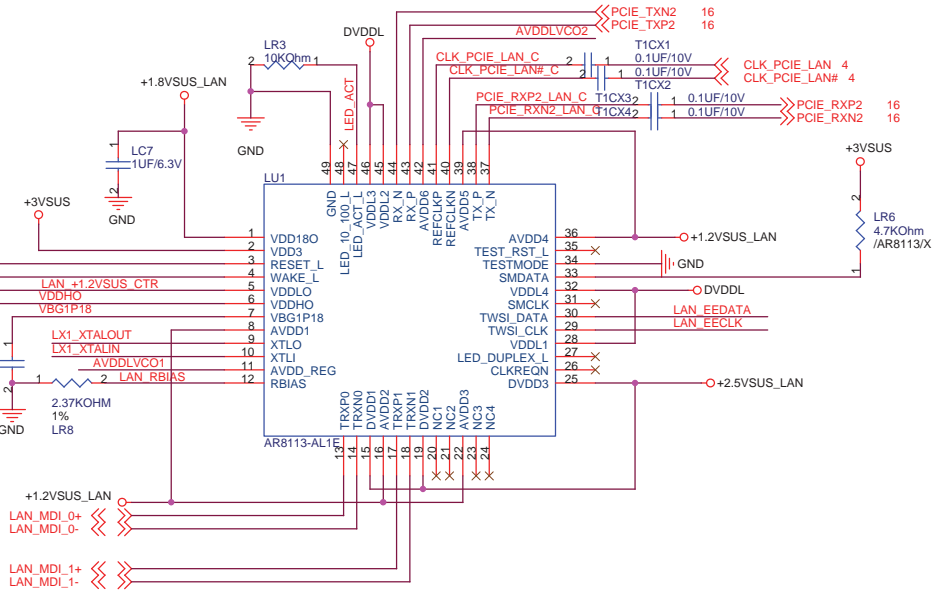 PCIE_TXN2 16
PCIE_TXP2 16
AVDDLVCO2
DVDDL
LR3
10KOhm
2 1
LED_ACT
GND
T1CX1
CLK_PCIE_LAN_C 2 1 0.1UF/10V CLK_PCIE_LAN 4
CLK_PCIE_LAN#_C 2 1 0.1UF/10V CLK_PCIE_LAN# 4
T1CX2
PCIE_RXP2_LAN_C T1CX3 2 1 0.1UF/10V PCIE_RXP2 16
PCIE_RXN2_LAN_C T1CX4 2 1 0.1UF/10V PCIE_RXN2 16
+1.8VSUS_LAN
1
LC7
1UF/6.3V
2
GND
+3VSUS
+3VSUS
2
LR6
4.7KOhm
/AR8113/X
1
LU1
49 48 47 46 45 44 43 42 41 40 39 38 37
GND
LED_10_100_L
LED_ACT_L
VDDL3
VDDL2
RX_N
RX_P
AVDD6
REFCLKP
REFCLKN
AVDD5
TX_P
TX_N
1 VDD18O
2 VDD3
3 RESET_L
4 WAKE_L
LAN_+1.2VSUS_CTR 5 VDDLO
VDDHO 6 VDDHO
VBG1P18 7 VBG1P18
8 AVDD1
LX1_XTALOUT 9 XTLO
LX1_XTALIN 10 XTLI
AVDDLVCO1 11 AVDD_REG
LAN_RBIAS 12 RBIAS
AVDD4 36 +1.2VSUS_LAN
TEST_RST_L 35
TESTMODE 34 GND
SMDATA 33
VDDL4 32 DVDDL
SMCLK 31
TWSI_DATA 30 LAN_EEDATA
TWSI_CLK 29 LAN_EECLK
VDDL1 28
LED_DUPLEX_L 27
CLKREQN 26
DVDD3 25 +2.5VSUS_LAN
1
2
GND
1 2
2.37KOHM
1%
LR8
TRXP0
TRXN0
DVDD1
AVDD2
TRXP1
TRXN1
DVDD2
NC1
NC2
AVDD3
NC3
NC4
AR8113-AL1E
13 14 15 16 17 18 19 20 21 22 23 24
+1.2VSUS_LAN
LAN_MDI_0+
LAN_MDI_0-
LAN_MDI_1+
LAN_MDI_1-